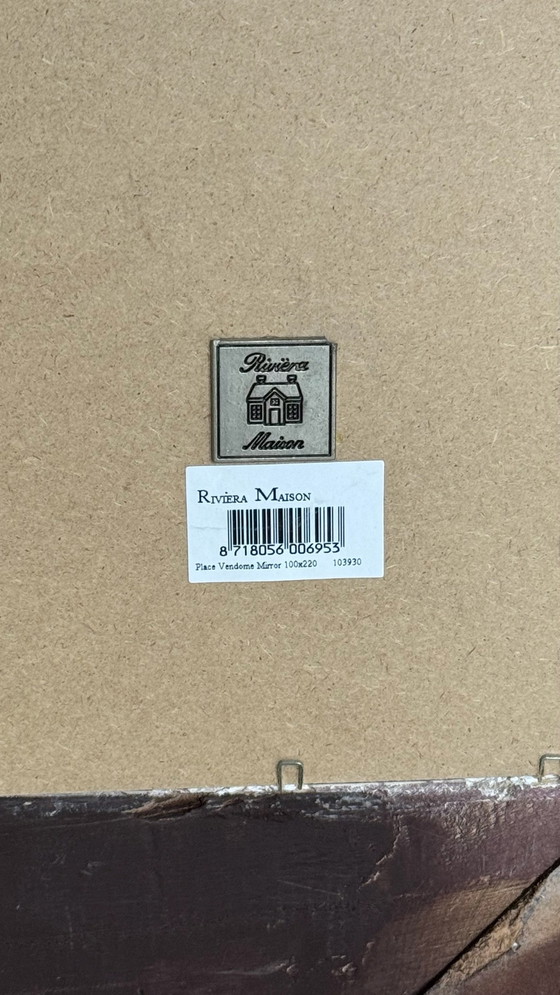 Rivièra
Maison
Rivièra Maison
8 718056 006953
Place Vendome Mirror 100x220 103930